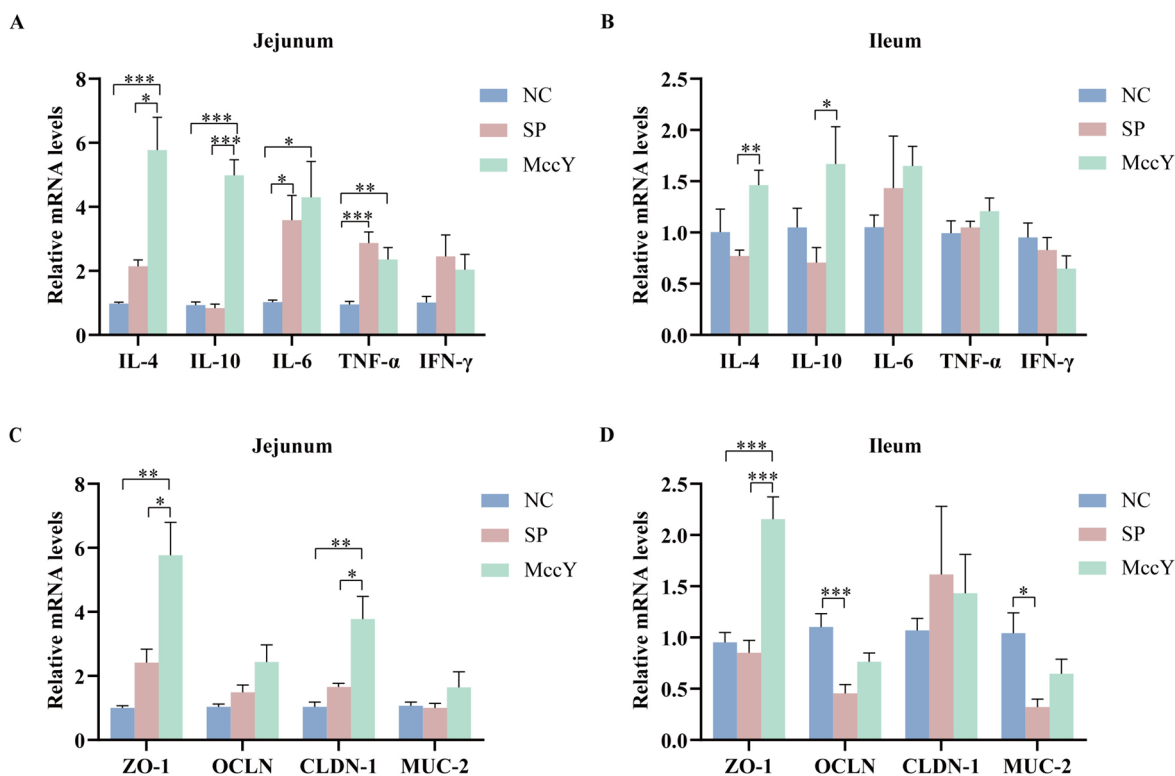 A
Jejunum
Relative mRNA levels
8
6
4
2
0
***
*
***
***
*
*
**
***
NC
SP
MccY
IL-4 IL-10 IL-6 TNF-α IFN-γ
B
Ileum
Relative mRNA levels
2.5
2.0
1.5
1.0
0.5
0.0
**
*
NC
SP
MccY
IL-4 IL-10 IL-6 TNF-α IFN-γ
C
Jejunum
Relative mRNA levels
8
6
4
2
0
**
*
**
*
NC
SP
MccY
ZO-1 OCLN CLDN-1 MUC-2
D
Ileum
Relative mRNA levels
2.5
2.0
1.5
1.0
0.5
0.0
***
***
***
*
NC
SP
MccY
ZO-1 OCLN CLDN-1 MUC-2